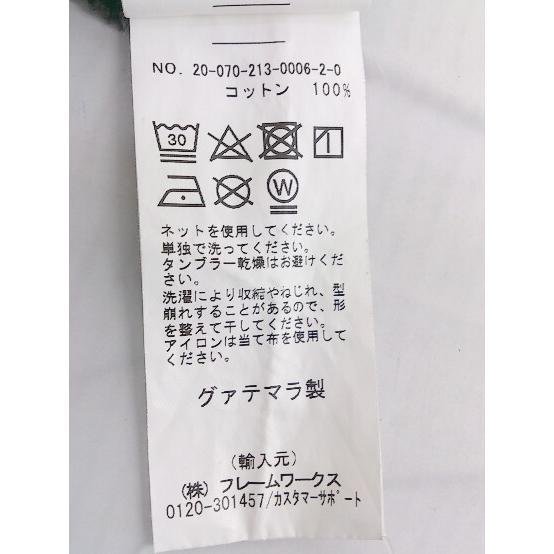 NO. 20-070-213-0006-2-0
コットン 100%
30
W
ネットを使用してください。
単独で洗ってください。
タンブラー乾燥はお避けくだ
さい。
洗濯により収縮やねじれ、型
崩れすることがあるので、形
を整えて干してください。
アイロンは当て布を使用して
ください。
グァテマラ製
(輸入元)
(株) フレームワークス
0120-301457/カスタマーサポート